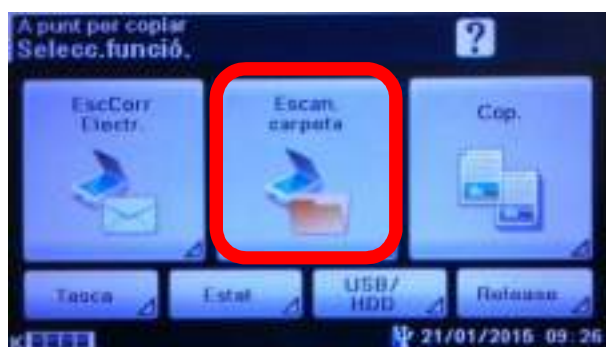 A punt per copiar
Selecc.funció.
?
EscCorr
Electr.
Escan.
carpeta
Cop.
Tasca
Estat
USB/
HDD
Release
K
21/01/2015 09:26